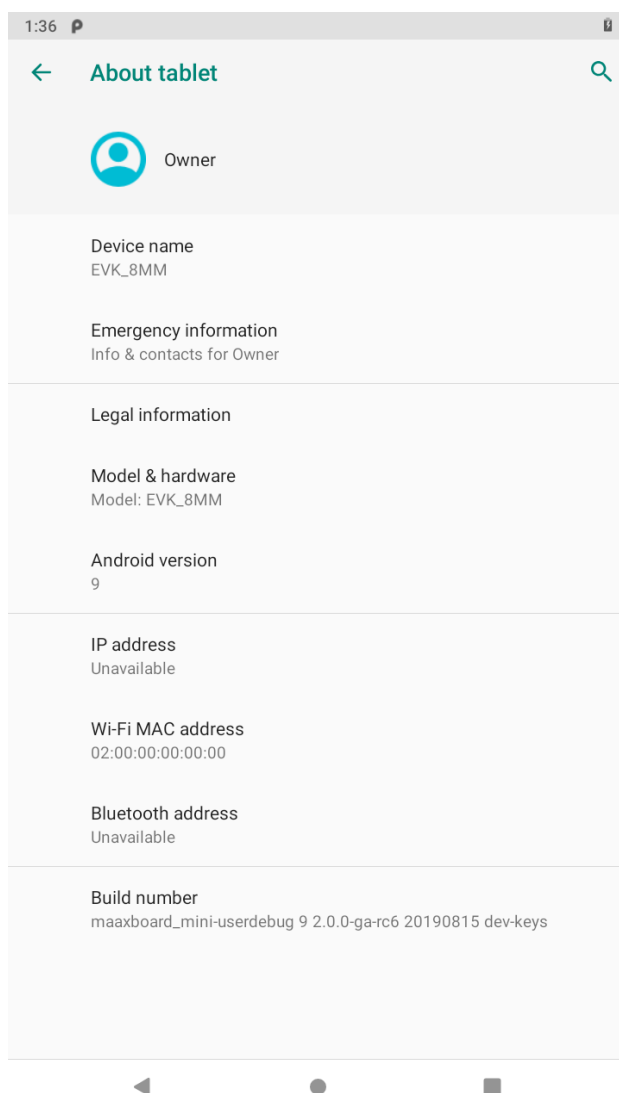 1:36
About tablet
Owner
Device name
EVK_8MM
Emergency information
Info & contacts for Owner
Legal information
Model & hardware
Model: EVK_8MM
Android version
9
IP address
Unavailable
Wi-Fi MAC address
02:00:00:00:00:00
Bluetooth address
Unavailable
Build number
maaxboard_mini-userdebug 9 2.0.0-ga-rc6 20190815 dev-keys